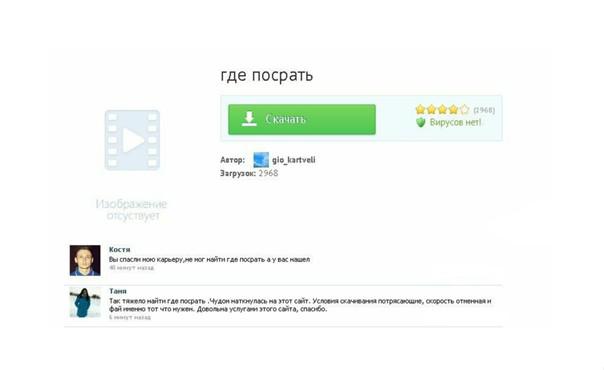 где посрать
Скачать
(2968)
Вирусов нет!
Автор: gio_kartveli
Загрузок: 2968
Изображение
отсуствует
Костя
Вы спасли мою карьеру,не мог найти где посрать а у вас нашел
40 минут назад
Таня
Так тяжело найти где посрать .Чудом наткнулась на этот сайт. Условия скачивания потрясающие, скорость отменная и
фай именно тот что нужен. Довольна услугами этого сайта, спасибо.
6 минут назад